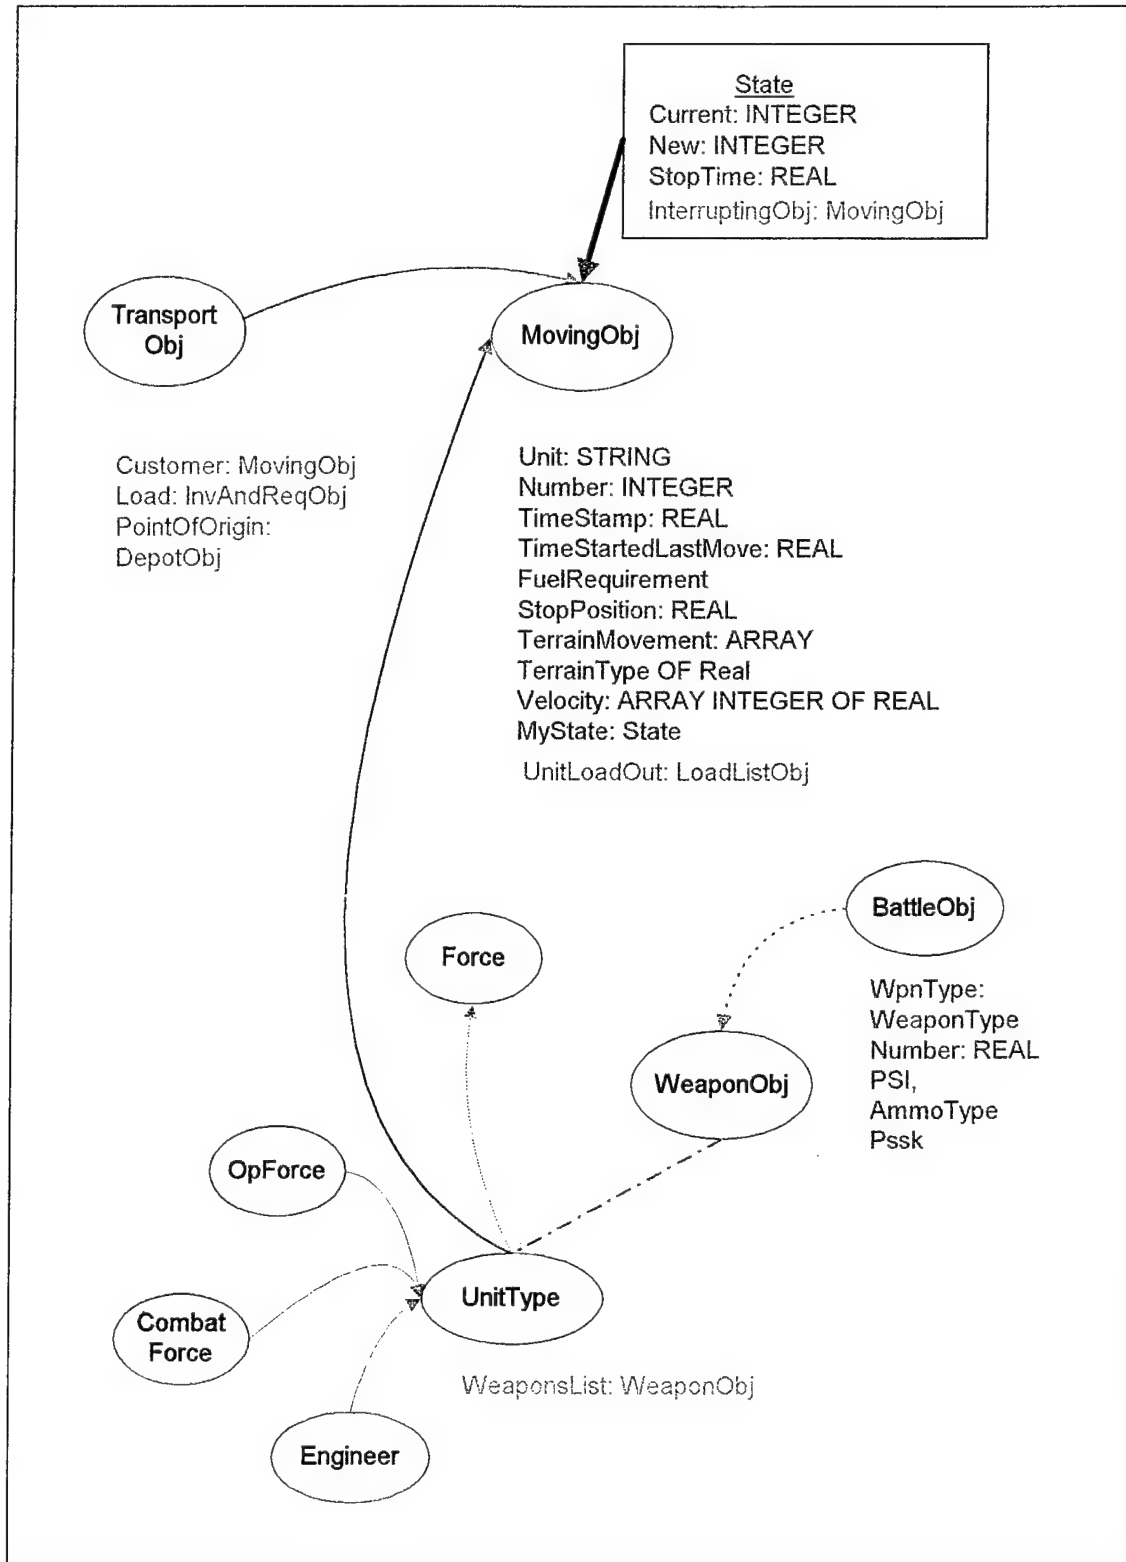 State
Current: INTEGER
New: INTEGER
StopTime: REAL
InterruptingObj: MovingObj
Transport
Obj
MovingObj
Customer: MovingObj
Load: InvAndReqObj
PointOfOrigin:
DepotObj
Unit: STRING
Number: INTEGER
TimeStamp: REAL
TimeStartedLastMove: REAL
FuelRequirement
StopPosition: REAL
TerrainMovement: ARRAY
TerrainType OF Real
Velocity: ARRAY INTEGER OF REAL
MyState: State
UnitLoadOut: LoadListObj
BattleObj
Force
WpnType:
WeaponType
Number: REAL
PSI,
AmmoType
Pssk
WeaponObj
OpForce
UnitType
Combat
Force
WeaponsList: WeaponObj
Engineer